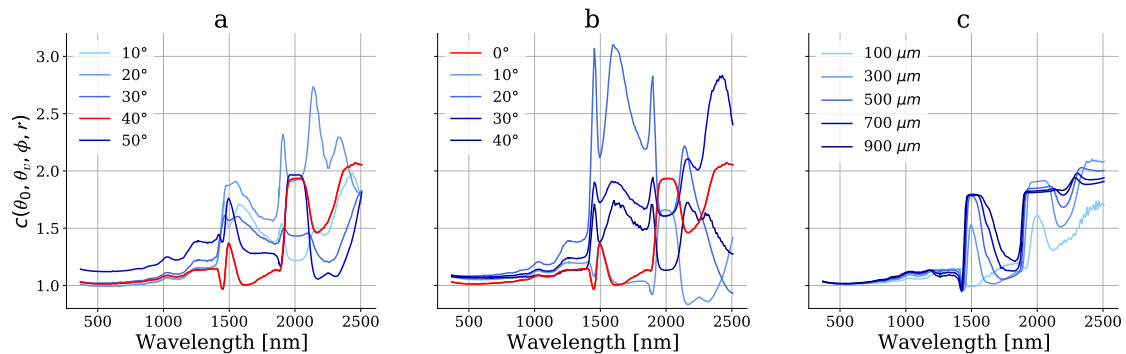 a
b
c
c(θ₀, θᵥ, ϕ, r)
3.0
2.5
2.0
1.5
1.0
10°
20°
30°
40°
50°
0°
10°
20°
30°
40°
100 μm
300 μm
500 μm
700 μm
900 μm
500 1000 1500 2000 2500
500 1000 1500 2000 2500
500 1000 1500 2000 2500
Wavelength [nm]
Wavelength [nm]
Wavelength [nm]